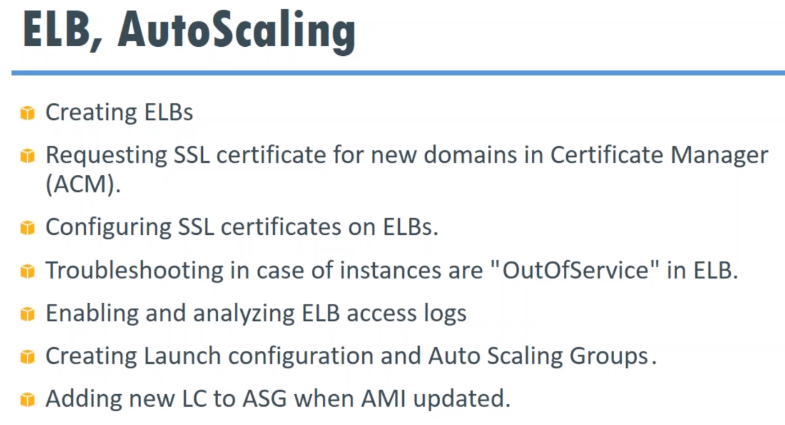 ELB, AutoScaling
Creating ELBs
Requesting SSL certificate for new domains in Certificate Manager
(ACM).
Configuring SSL certificates on ELBs.
Troubleshooting in case of instances are "OutOfService" in ELB.
Enabling and analyzing ELB access logs
Creating Launch configuration and Auto Scaling Groups.
Adding new LC to ASG when AMI updated.